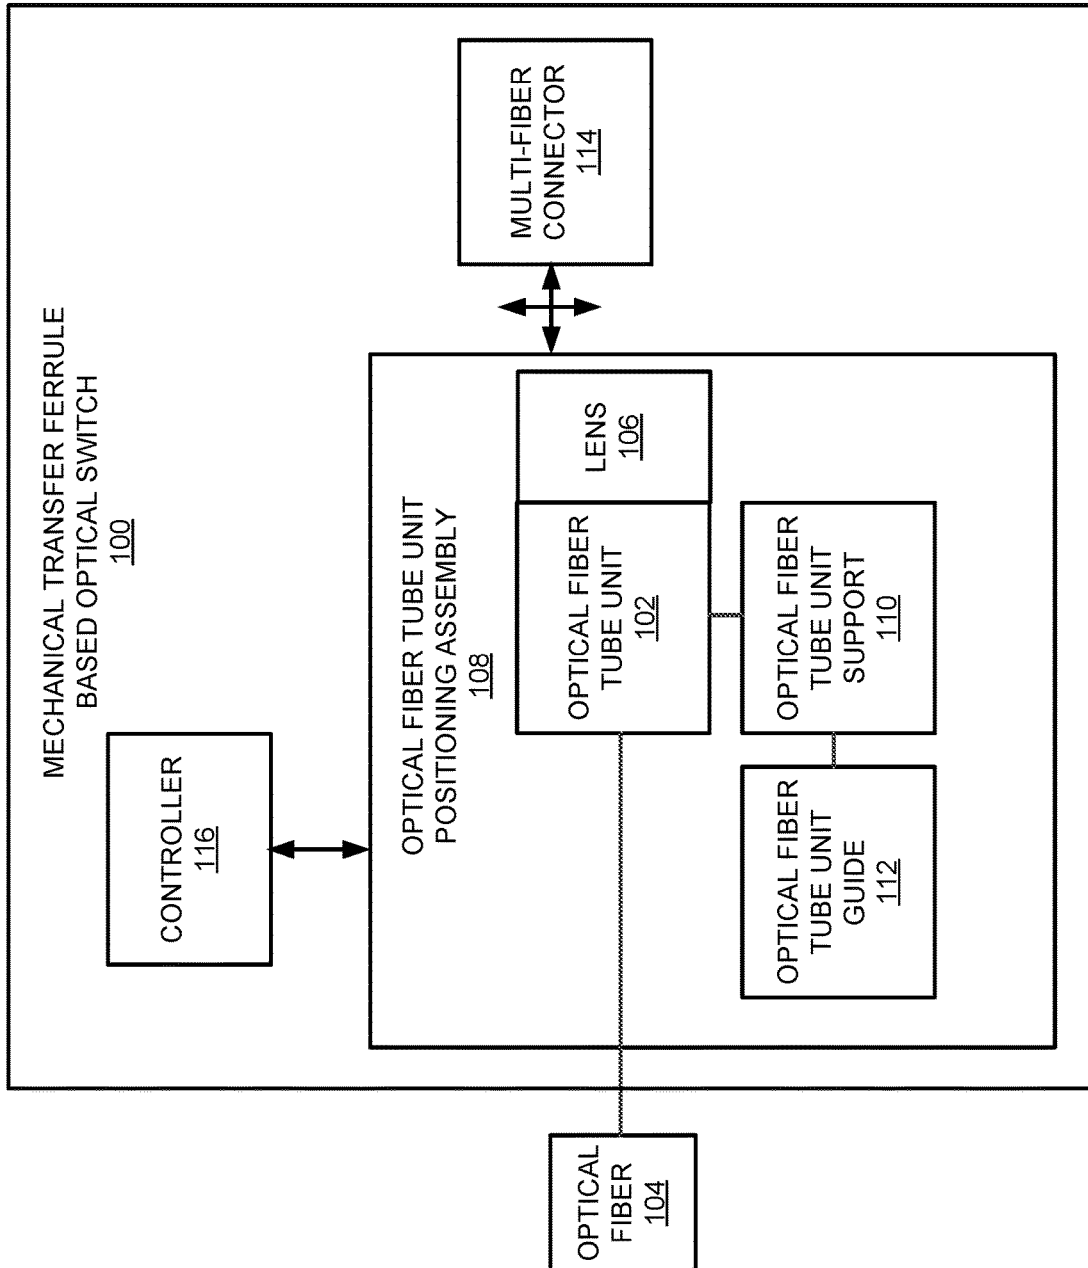 MECHANICAL TRANSFER FERRULE
BASED OPTICAL SWITCH
100
CONTROLLER
116
OPTICAL FIBER TUBE UNIT
POSITIONING ASSEMBLY
108
MULTI-FIBER
CONNECTOR
114
LENS
106
OPTICAL FIBER
TUBE UNIT
102
OPTICAL FIBER
TUBE UNIT
SUPPORT
110
OPTICAL FIBER
TUBE UNIT
GUIDE
112
OPTICAL
FIBER
104